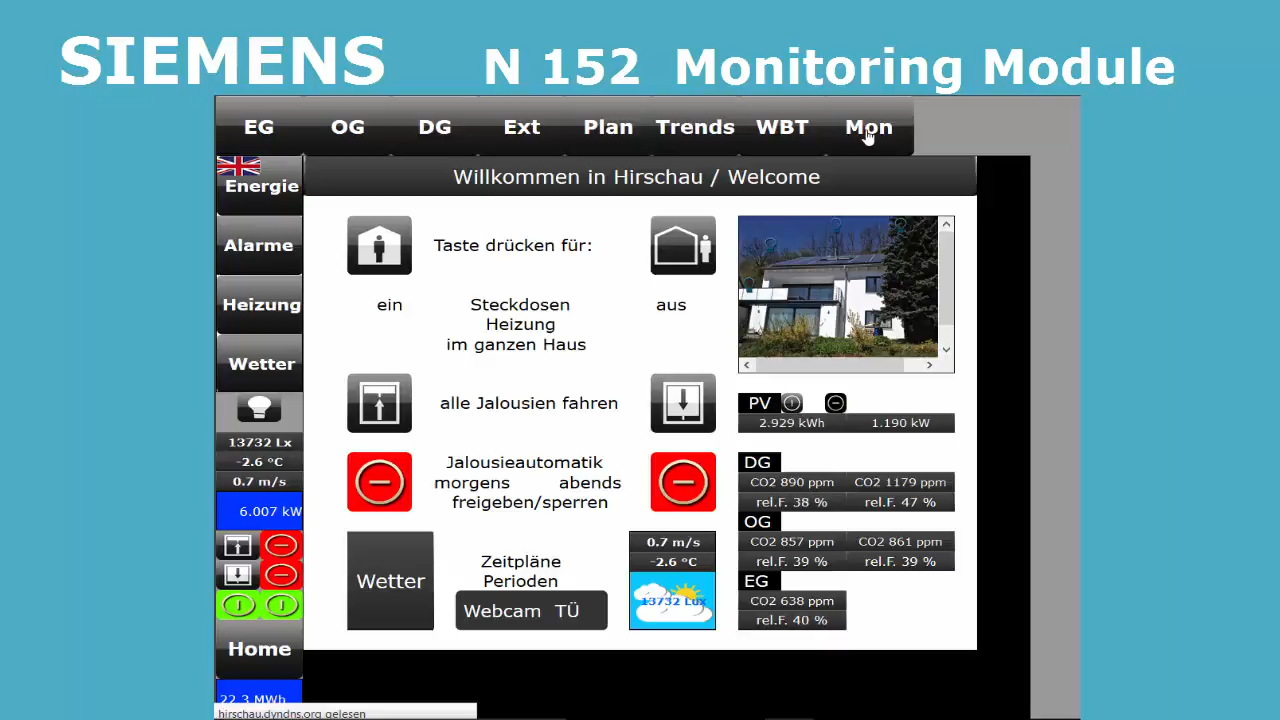 SIEMENS N 152 Monitoring Module
EG OG DG Ext Plan Trends WBT Mon
Energie
Alarme
Heizung
Wetter
13732 Lx
-2.6 °C
0.7 m/s
6.007 kW
Home
22.3 MWh
hirschau.dyndns.org gelesen
Willkommen in Hirschau / Welcome
Taste drücken für:
ein Steckdosen aus
Heizung
im ganzen Haus
alle Jalousien fahren
Jalousieautomatik
morgens abends
freigeben/sperren
Wetter
Zeitpläne
Perioden
Webcam TÜ
0.7 m/s
-2.6 °C
13732 Lux
PV
2.929 kWh 1.190 kW
DG
CO2 890 ppm CO2 1179 ppm
rel.F. 38 % rel.F. 47 %
OG
CO2 857 ppm CO2 861 ppm
rel.F. 39 % rel.F. 39 %
EG
CO2 638 ppm
rel.F. 40 %